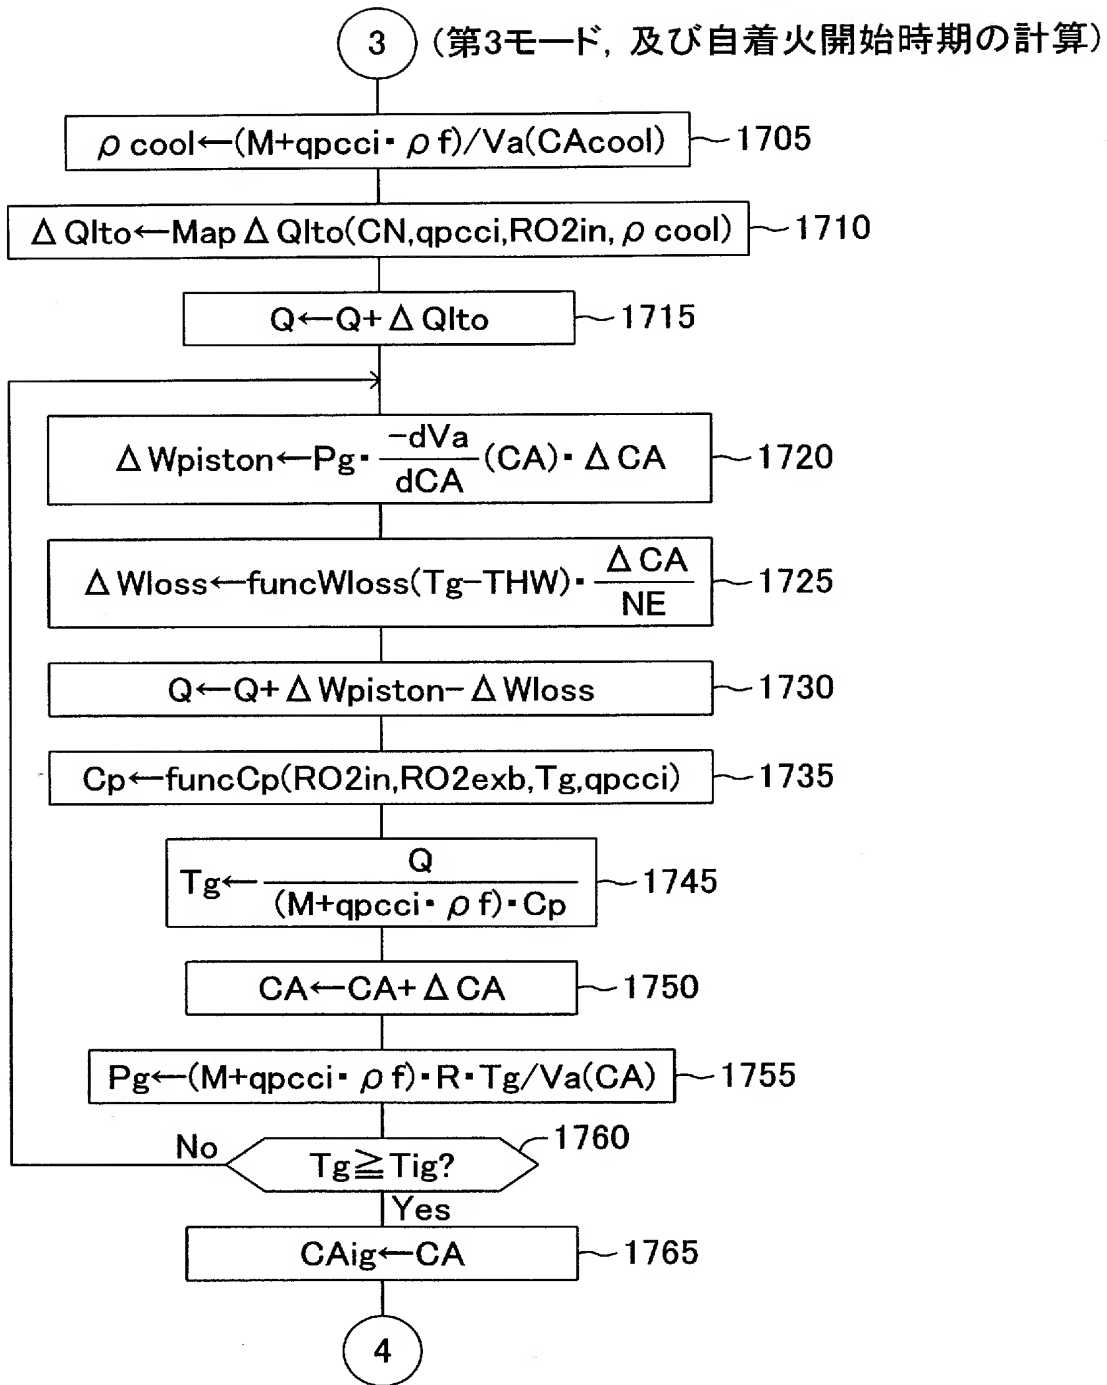 3 (第3モード, 及び自着火開始時期の計算)
ρcool←(M+qpcci・ρf)/Va(CAcool) 1705
ΔQlto←MapΔQlto(CN,qpcci,RO2in,ρcool) 1710
Q←Q+ΔQlto 1715
ΔWpiston←Pg・-dVa/dCA(CA)・ΔCA 1720
ΔWloss←funcWloss(Tg-THW)・ΔCA/NE 1725
Q←Q+ΔWpiston-ΔWloss 1730
Cp←funcCp(RO2in,RO2exb,Tg,qpcci) 1735
Tg←Q/(M+qpcci・ρf)・Cp 1745
CA←CA+ΔCA 1750
Pg←(M+qpcci・ρf)・R・Tg/Va(CA) 1755
No Tg≧Tig? 1760
Yes
CAig←CA 1765
4